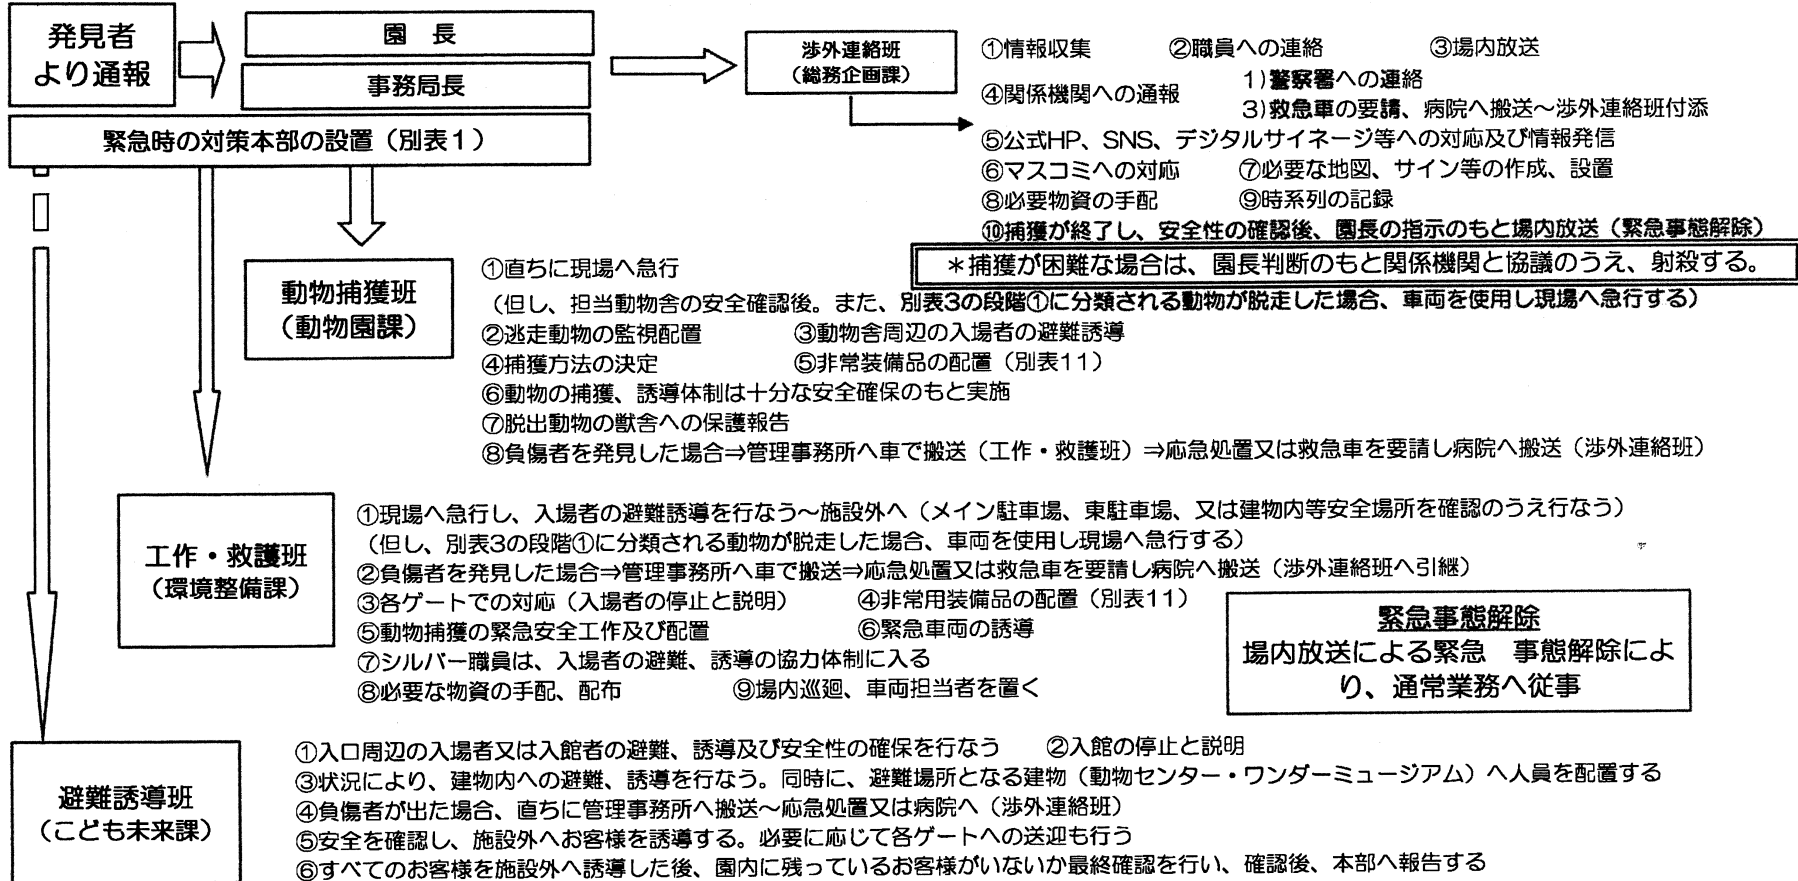 発見者
より通報
園　長
事務局長
緊急時の対策本部の設置（別表１）
渉外連絡班
（総務企画課）
①情報収集　②職員への連絡　③場内放送
④関係機関への通報
1）警察署への連絡
3）救急車の要請、病院へ搬送～渉外連絡班付添
⑤公式HP、SNS、デジタルサイネージ等への対応及び情報発信
⑥マスコミへの対応　⑦必要な地図、サイン等の作成、設置
⑧必要物資の手配　⑨時系列の記録
⑩捕獲が終了し、安全性の確認後、園長の指示のもと場内放送（緊急事態解除）
＊捕獲が困難な場合は、園長判断のもと関係機関と協議のうえ、射殺する。
動物捕獲班
（動物園課）
①直ちに現場へ急行
（但し、担当動物舎の安全確認後。また、別表3の段階①に分類される動物が脱走した場合、車両を使用し現場へ急行する）
②逃走動物の監視配置　③動物舎周辺の入場者の避難誘導
④捕獲方法の決定　⑤非常装備品の配置（別表11）
⑥動物の捕獲、誘導体制は十分な安全確保のもと実施
⑦脱出動物の獣舎への保護報告
⑧負傷者を発見した場合⇒管理事務所へ車で搬送（工作・救護班）⇒応急処置又は救急車を要請し病院へ搬送（渉外連絡班）
工作・救護班
（環境整備課）
①現場へ急行し、入場者の避難誘導を行なう～施設外へ（メイン駐車場、東駐車場、又は建物内等安全場所を確認のうえ行なう）
（但し、別表3の段階①に分類される動物が脱走した場合、車両を使用し現場へ急行する）
②負傷者を発見した場合⇒管理事務所へ車で搬送⇒応急処置又は救急車を要請し病院へ搬送（渉外連絡班へ引継）
③各ゲートでの対応（入場者の停止と説明）　④非常用装備品の配置（別表11）
⑤動物捕獲の緊急安全工作及び配置　⑥緊急車両の誘導
⑦シルバー職員は、入場者の避難、誘導の協力体制に入る
⑧必要な物資の手配、配布　⑨場内巡廻、車両担当者を置く
緊急事態解除
場内放送による緊急　事態解除によ
り、通常業務へ従事
避難誘導班
（こども未来課）
①入口周辺の入場者又は入館者の避難、誘導及び安全性の確保を行なう　②入館の停止と説明
③状況により、建物内への避難、誘導を行なう。同時に、避難場所となる建物（動物センター・ワンダーミュージアム）へ人員を配置する
④負傷者が出た場合、直ちに管理事務所へ搬送～応急処置又は病院へ（渉外連絡班）
⑤安全を確認し、施設外へお客様を誘導する。必要に応じて各ゲートへの送迎も行う
⑥すべてのお客様を施設外へ誘導した後、園内に残っているお客様がいないか最終確認を行い、確認後、本部へ報告する